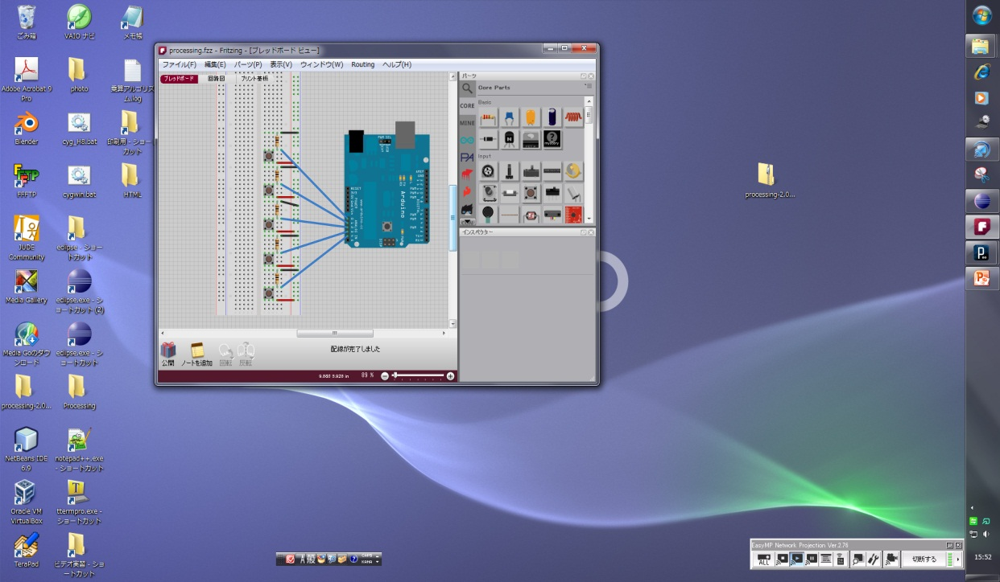 ごみ箱
VAIO ナビ
メモ帳
Adobe Acrobat 9
Pro
photo
乗算アルゴリズ
ム.log
Blender
cyg_H8.bat
印刷用 - ショー
トカット
FFFTP
cygwin.bat
HTML
JUDE
Community
eclipse - ショー
トカット
Media Gallery
eclipse.exe - シ
ョートカット (2)
Media Goのダウ
ンロード
eclipse.exe - シ
ョートカット
processing-2.0...
Processing
NetBeans IDE
6.9
notepad++.exe
- ショートカット
Oracle VM
VirtualBox
ttermpro.exe -
ショートカット
TeraPad
ビデオ実習 - ショ
ートカット
processing.fzz - Fritzing - [ブレッドボード ビュー]
ファイル(F) 編集(E) パーツ(P) 表示(V) ウィンドウ(W) Routing ヘルプ(H)
ブレッドボード 回路図 プリント基板
Arduino
公開 ノートを追加 回転 反転
配線が完了しました
89 %
パーツ
Core Parts
CORE
MINE
Basic
Input
インスペクター
processing-2.0...
EasyMP Network Projection Ver.2.76
ALL
切断する
A 般
CAPS
KANA
15:52